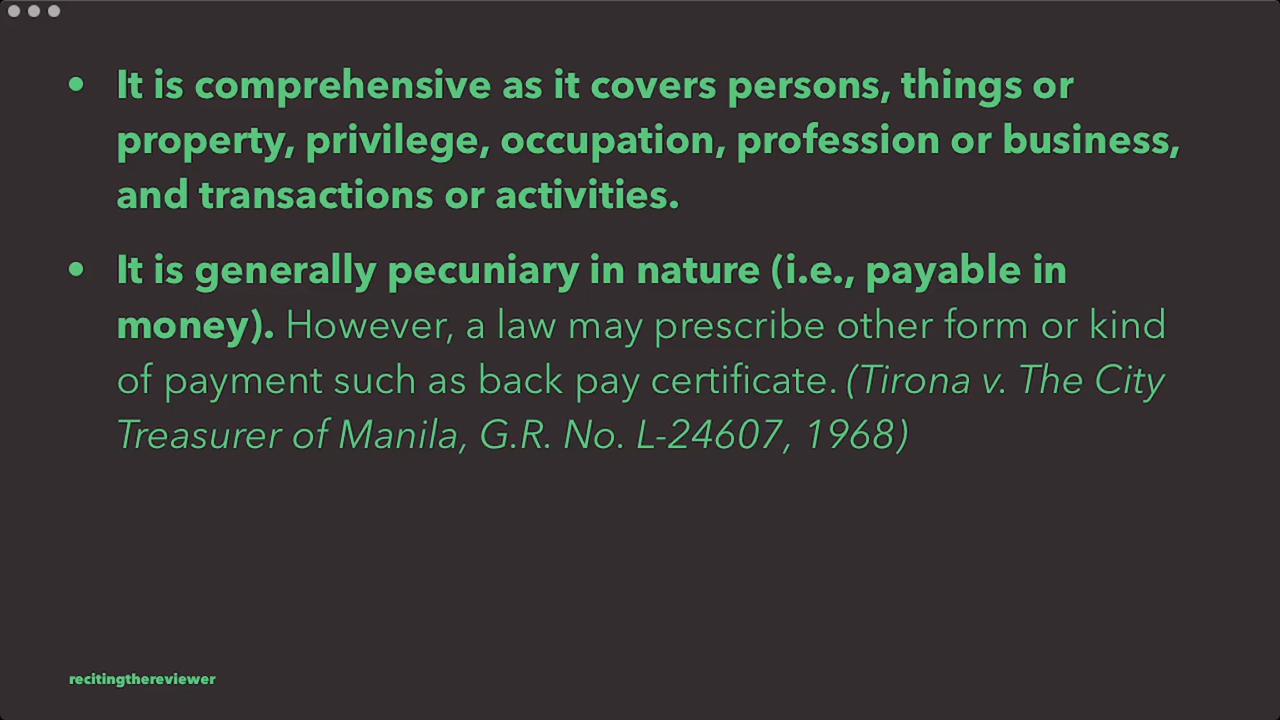 • It is comprehensive as it covers persons, things or
property, privilege, occupation, profession or business,
and transactions or activities.
• It is generally pecuniary in nature (i.e., payable in
money). However, a law may prescribe other form or kind
of payment such as back pay certificate. (Tirona v. The City
Treasurer of Manila, G.R. No. L-24607, 1968)
recitingthereviewer